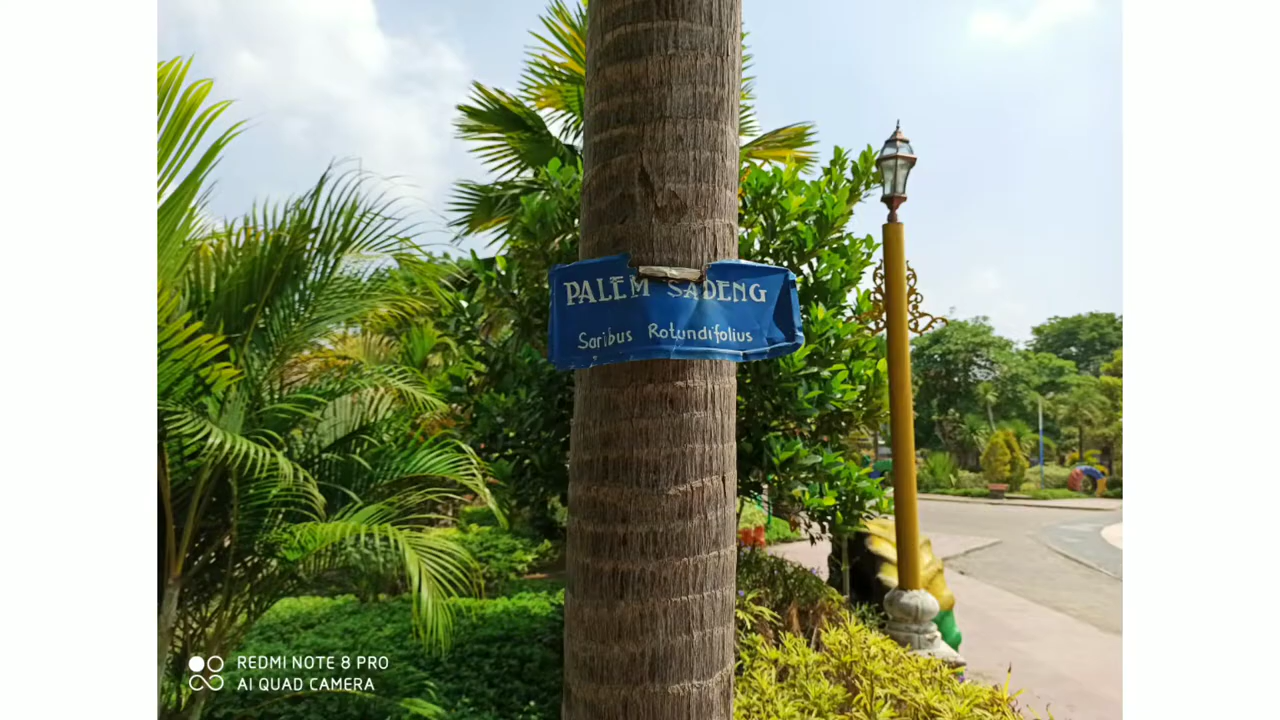 PALEM SADENG
Saribus Rotundifolius
REDMI NOTE 8 PRO
AI QUAD CAMERA